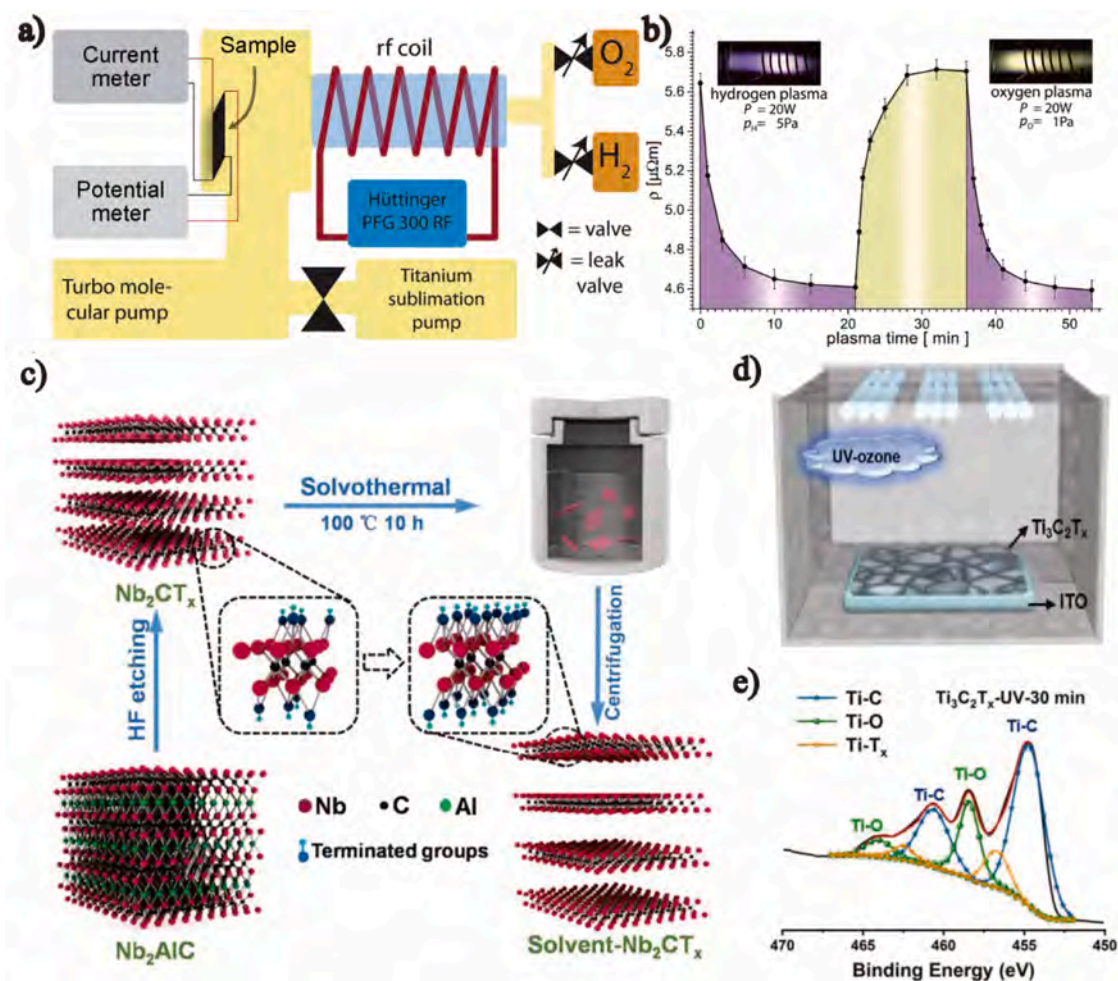 a)
Current
meter
Sample
rf coil
O2
H2
Potential
meter
Hüttinger
PFG 300 RF
= valve
= leak
valve
Turbo mole-
cular pump
Titanium
sublimation
pump
b)
5.8
5.6
5.4
5.2
5.0
4.8
4.6
ρ [μΩm]
hydrogen plasma
P = 20W
pH= 5Pa
oxygen plasma
P = 20W
pO= 1Pa
0
10
20
30
40
50
plasma time [ min ]
c)
Nb2CTx
Solvothermal
100 ℃ 10 h
HF etching
Centrifugation
Nb
C
Al
Terminated groups
Nb2AlC
Solvent-Nb2CTx
d)
UV-ozone
Ti3C2Tx
ITO
e)
Ti-C
Ti-O
Ti-Tx
Ti3C2Tx-UV-30 min
Ti-C
Ti-O
Ti-C
Ti-O
470
465
460
455
450
Binding Energy (eV)